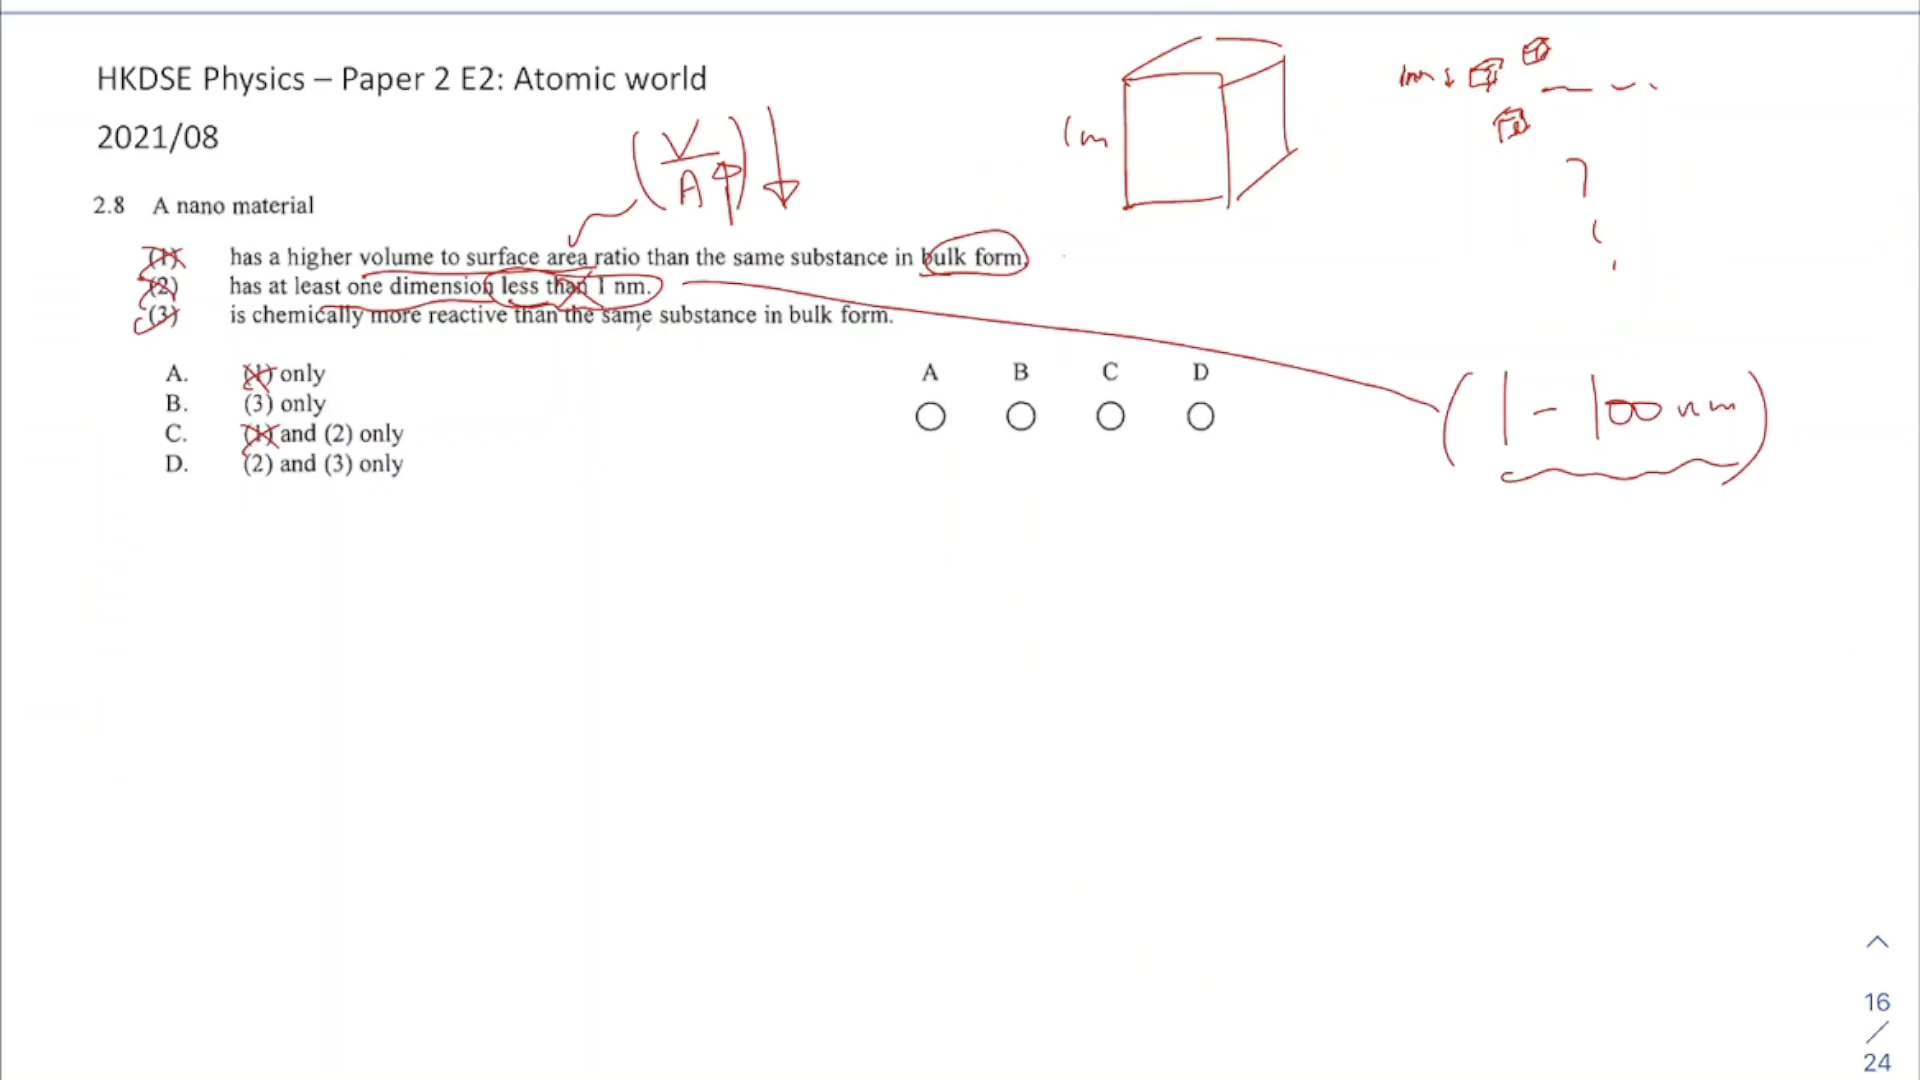 HKDSE Physics – Paper 2 E2: Atomic world
2021/08
(V/A) 
1m
1nm
2.8 A nano material
(1) has a higher volume to surface area ratio than the same substance in bulk form.
(2) has at least one dimension less than 1 nm.
(3) is chemically more reactive than the same substance in bulk form.
A. (1) only
B. (3) only
C. (1) and (2) only
D. (2) and (3) only
A B C D
(1 - 100 nm)
16
/
24